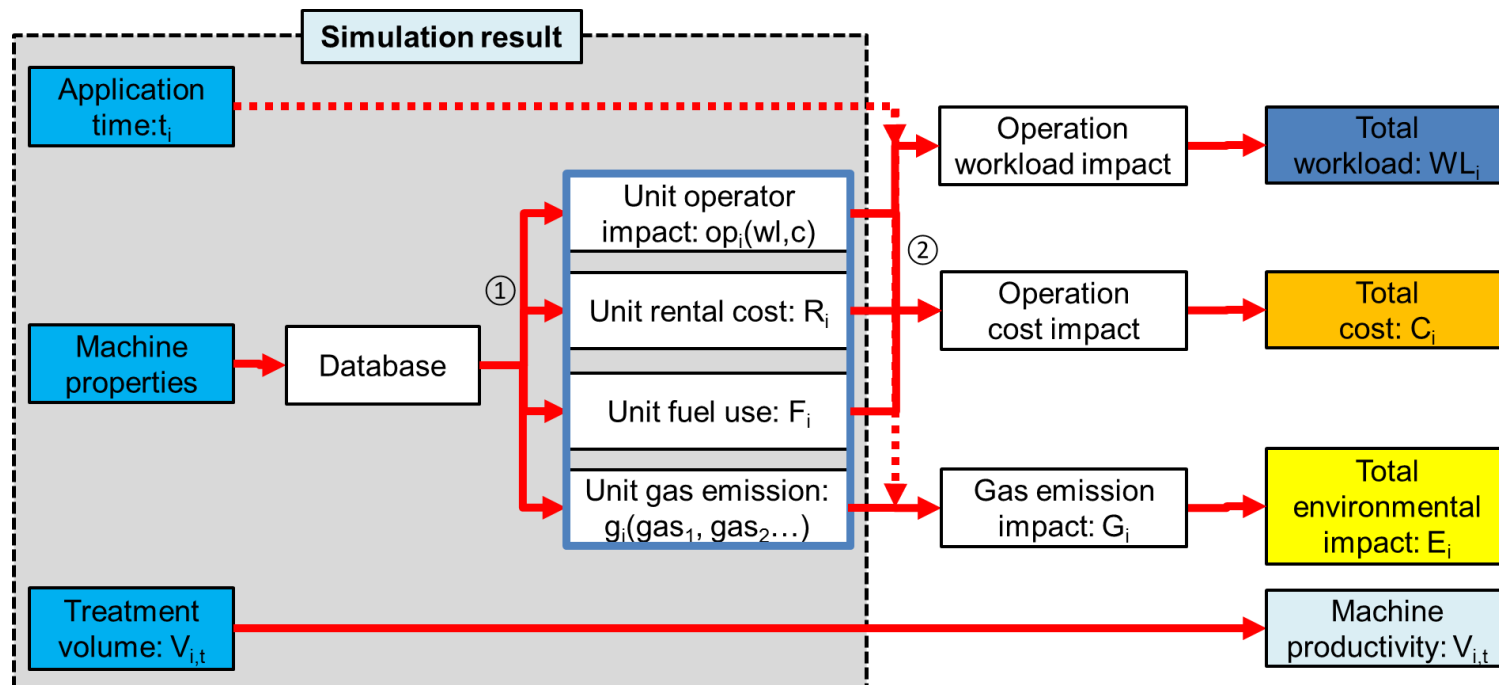 Simulation result
Application
time:tᵢ
Operation
workload impact
Total
workload: WLᵢ
Unit operator
impact: opᵢ(wl,c)
①
②
Unit rental cost: Rᵢ
Operation
cost impact
Total
cost: Cᵢ
Machine
properties
Database
Unit fuel use: Fᵢ
Unit gas emission:
gᵢ(gas₁, gas₂…)
Gas emission
impact: Gᵢ
Total
environmental
impact: Eᵢ
Treatment
volume: Vᵢ,ₜ
Machine
productivity: Vᵢ,ₜ